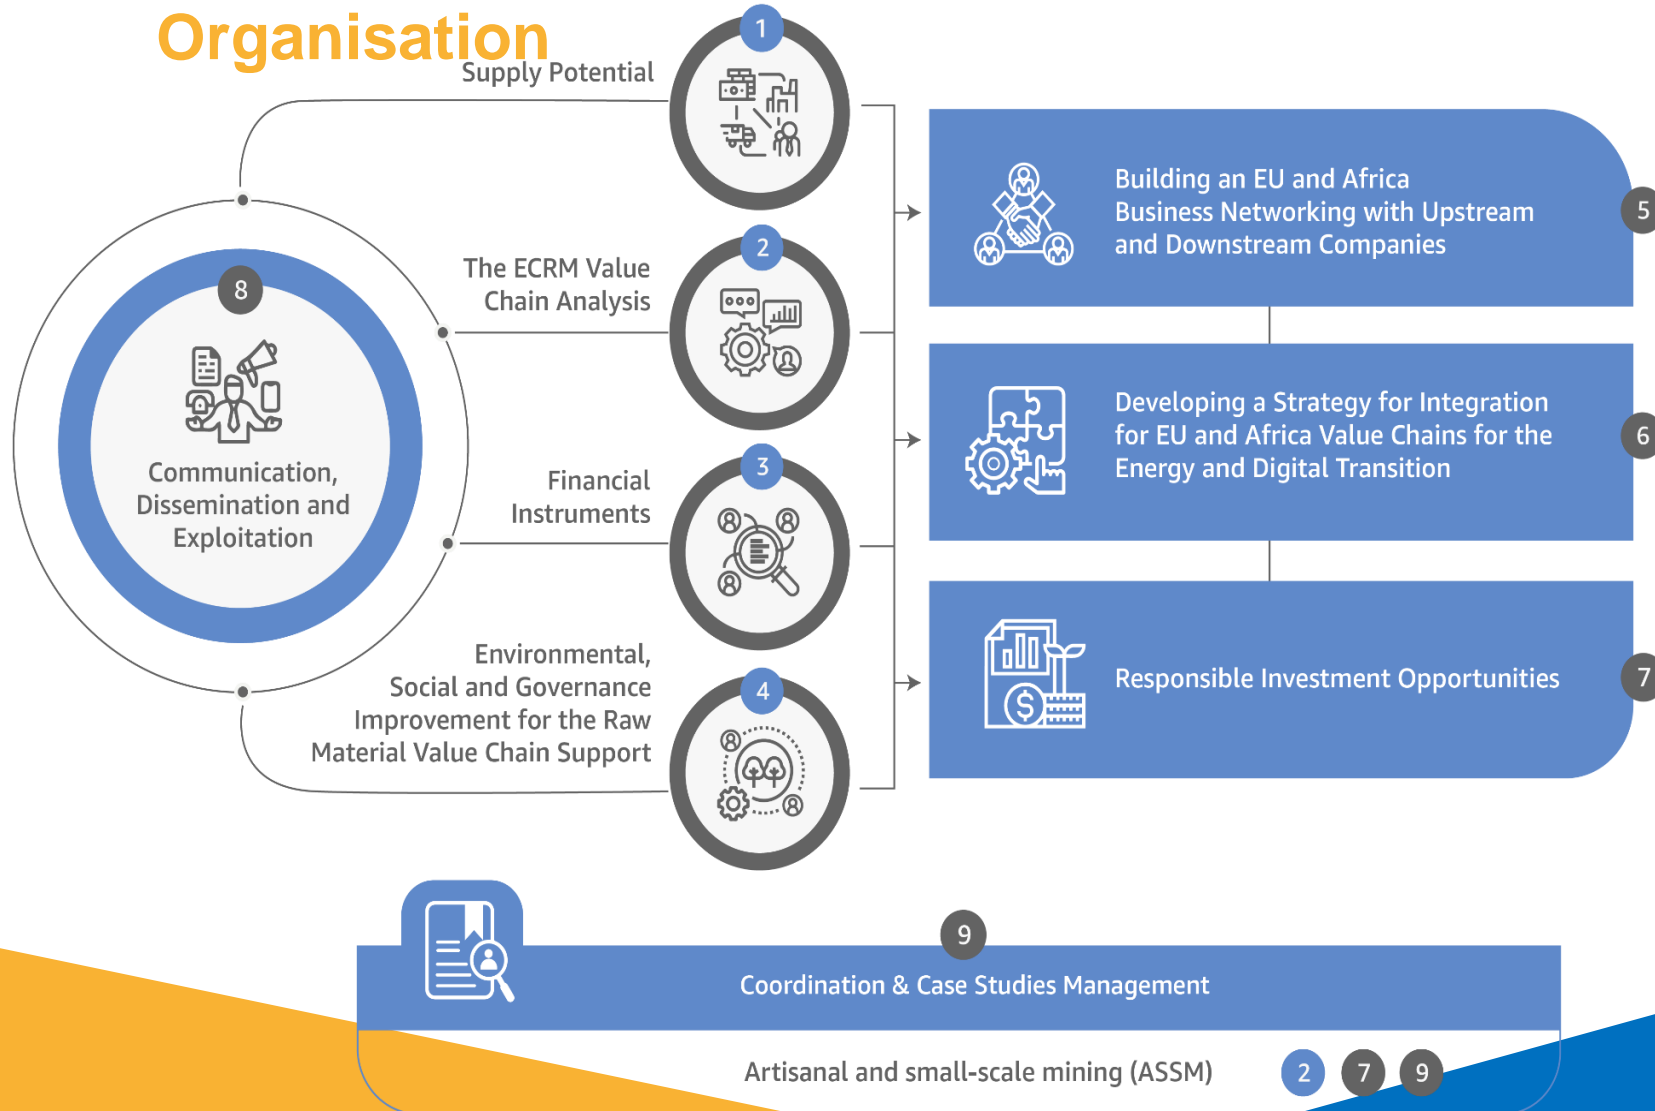 Organisation
Supply Potential
1
The ECRM Value
Chain Analysis
2
Financial
Instruments
3
Environmental,
Social and Governance
Improvement for the Raw
Material Value Chain Support
4
8
Communication,
Dissemination and
Exploitation
Building an EU and Africa
Business Networking with Upstream
and Downstream Companies
5
Developing a Strategy for Integration
for EU and Africa Value Chains for the
Energy and Digital Transition
6
Responsible Investment Opportunities
7
$
9
Coordination & Case Studies Management
Artisanal and small-scale mining (ASSM) 2 7 9